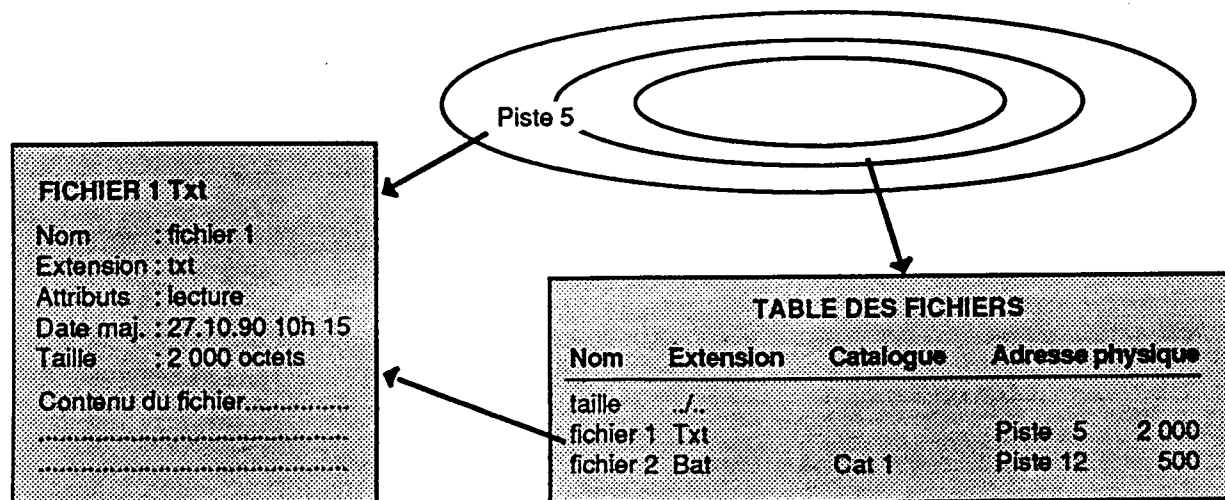 Piste 5
FICHIER 1 Txt
Nom : fichier 1
Extension : txt
Attributs : lecture
Date maj. : 27.10.90 10h 15
Taille : 2 000 octets
Contenu du fichier...............
TABLE DES FICHIERS
Nom Extension Catalogue Adresse physique
taille ../..
fichier 1 Txt Piste 5 2 000
fichier 2 Bat Cat 1 Piste 12 500